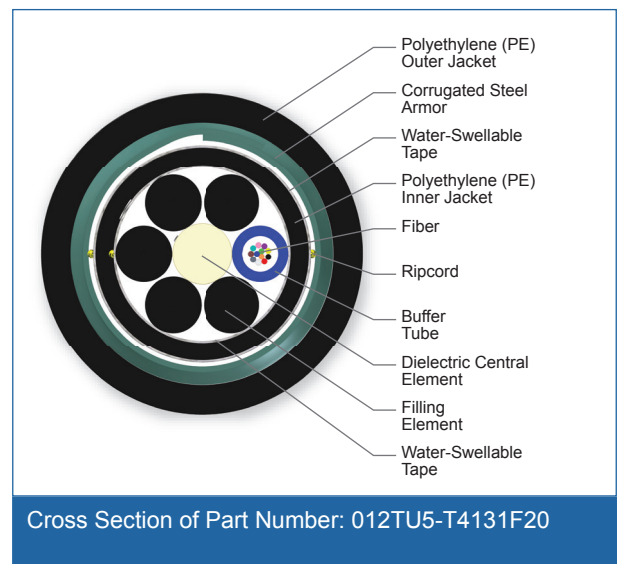 Polyethylene (PE)
Outer Jacket
Corrugated Steel
Armor
Water-Swellable
Tape
Polyethylene (PE)
Inner Jacket
Fiber
Ripcord
Buffer
Tube
Dielectric Central
Element
Filling
Element
Water-Swellable
Tape
Cross Section of Part Number: 012TU5-T4131F20